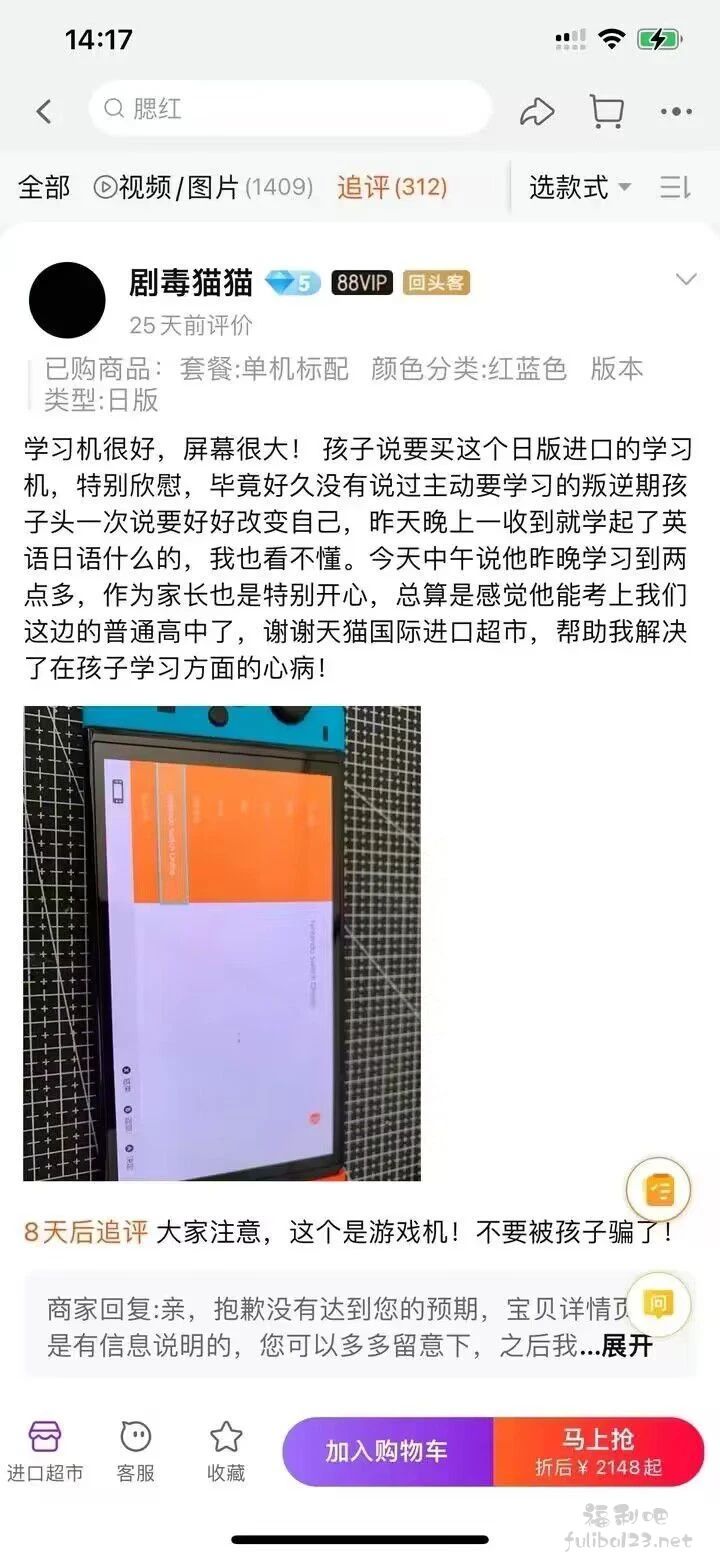 14:17
腮红
全部 视频/图片(1409) 追评(312) 选款式
剧毒猫猫 5 88VIP 回头客
25天前评价
已购商品：套餐:单机标配 颜色分类:红蓝色 版本
类型:日版
学习机很好，屏幕很大！孩子说要买这个日版进口的学习
机，特别欣慰，毕竟好久没有说过主动要学习的叛逆期孩
子头一次说要好好改变自己，昨天晚上一收到就学起了英
语日语什么的，我也看不懂。今天中午说他昨晚学习到两
点多，作为家长也是特别开心，总算是感觉他能考上我们
这边的普通高中了，谢谢天猫国际进口超市，帮助我解决
了在孩子学习方面的心病！
8天后追评 大家注意，这个是游戏机！不要被孩子骗了！
商家回复:亲，抱歉没有达到您的预期，宝贝详情页
问
是有信息说明的，您可以多多留意下，之后我...展开
进口超市 客服 收藏 加入购物车 马上抢
折后¥2148起
福利吧
fuliba123.net